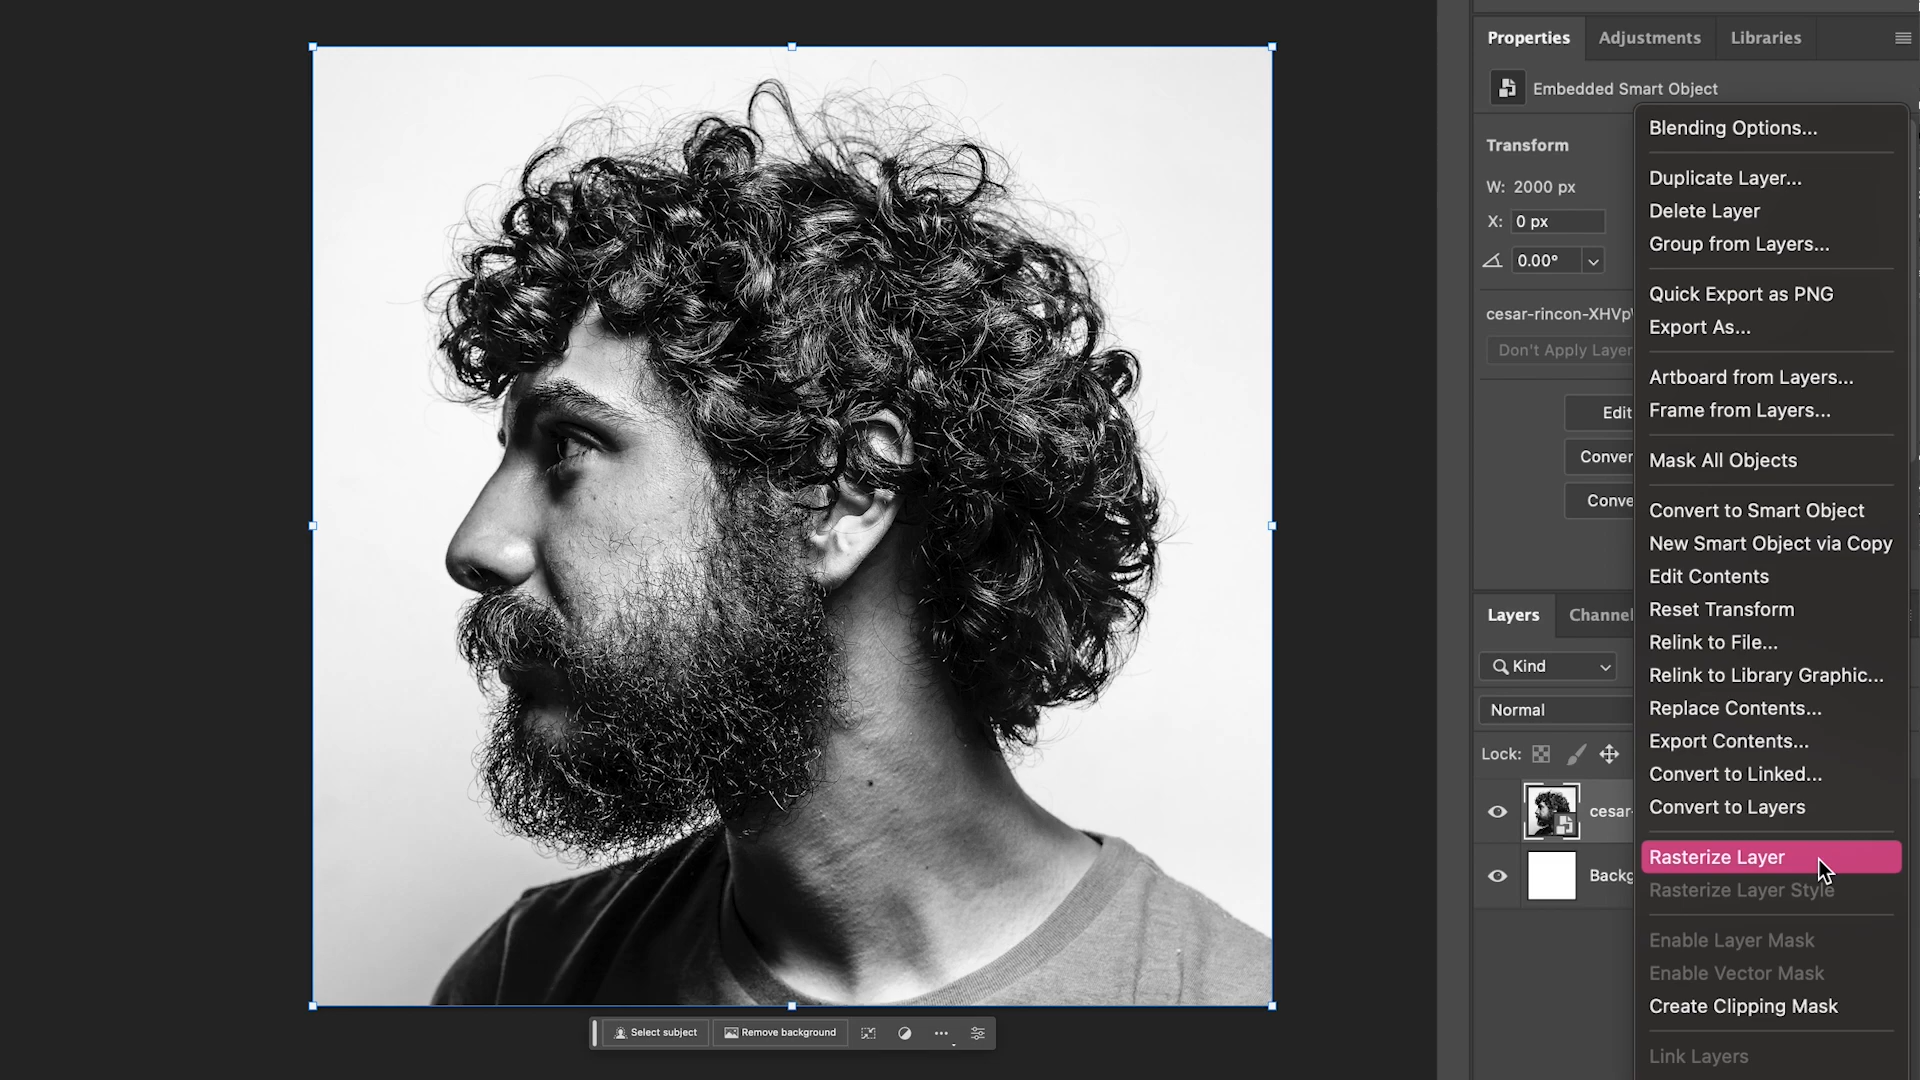 Properties
Adjustments
Libraries
Embedded Smart Object
Transform
W: 2000 px
X: 0 px
0.00°
cesar-rincon-XHVp
Don't Apply Layer
Edit
Conver
Conve
Layers
Channel
Kind
Normal
Lock:
cesar-
Backg
Blending Options...
Duplicate Layer...
Delete Layer
Group from Layers...
Quick Export as PNG
Export As...
Artboard from Layers...
Frame from Layers...
Mask All Objects
Convert to Smart Object
New Smart Object via Copy
Edit Contents
Reset Transform
Relink to File...
Relink to Library Graphic...
Replace Contents...
Export Contents...
Convert to Linked...
Convert to Layers
Rasterize Layer
Rasterize Layer Style
Enable Layer Mask
Enable Vector Mask
Create Clipping Mask
Link Layers
Select subject
Remove background